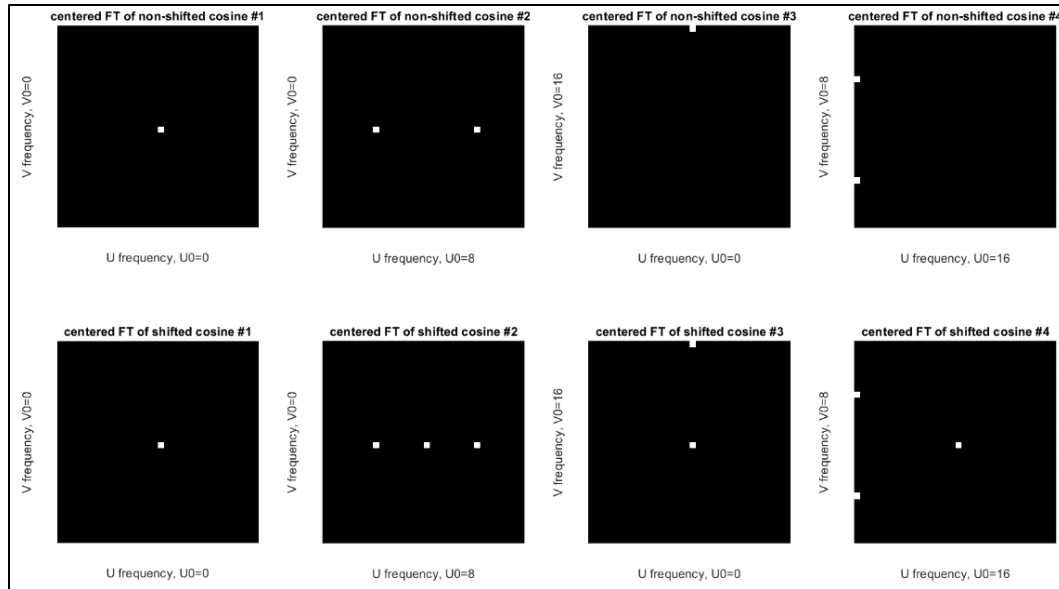 centered FT of non-shifted cosine #1
V frequency, V0=0
U frequency, U0=0
centered FT of non-shifted cosine #2
V frequency, V0=0
U frequency, U0=8
centered FT of non-shifted cosine #3
V frequency, V0=16
U frequency, U0=0
centered FT of non-shifted cosine #4
V frequency, V0=8
U frequency, U0=16
centered FT of shifted cosine #1
V frequency, V0=0
U frequency, U0=0
centered FT of shifted cosine #2
V frequency, V0=0
U frequency, U0=8
centered FT of shifted cosine #3
V frequency, V0=16
U frequency, U0=0
centered FT of shifted cosine #4
V frequency, V0=8
U frequency, U0=16